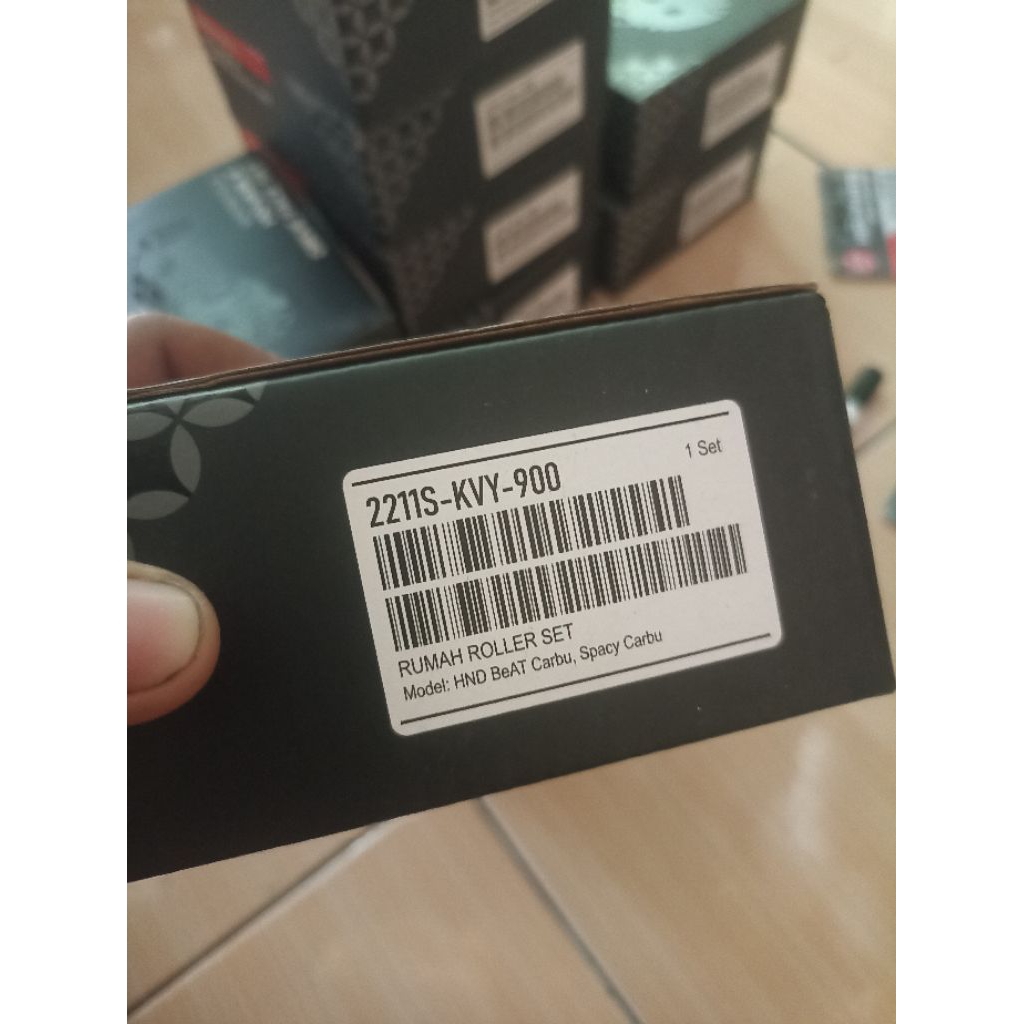 1 Set
2211S-KVY-900
RUMAH ROLLER SET
Model: HND BeAT Carbu, Spacy Carbu